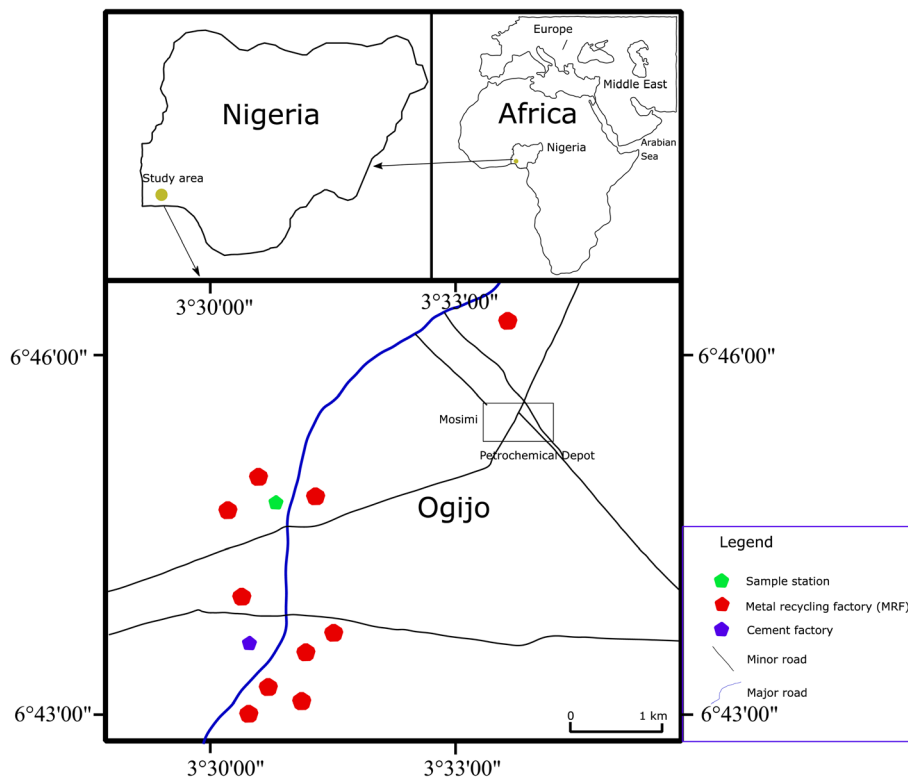 Europe
Nigeria
Africa
Middle East
Nigeria
Arabian
Sea
Study area
3°30'00"
3°33'00"
6°46'00"
6°46'00"
Mosimi
Petrochemical Depot
Ogijo
Legend
Sample station
Metal recycling factory (MRF)
Cement factory
Minor road
Major road
0 1 km
6°43'00"
6°43'00"
3°30'00"
3°33'00"